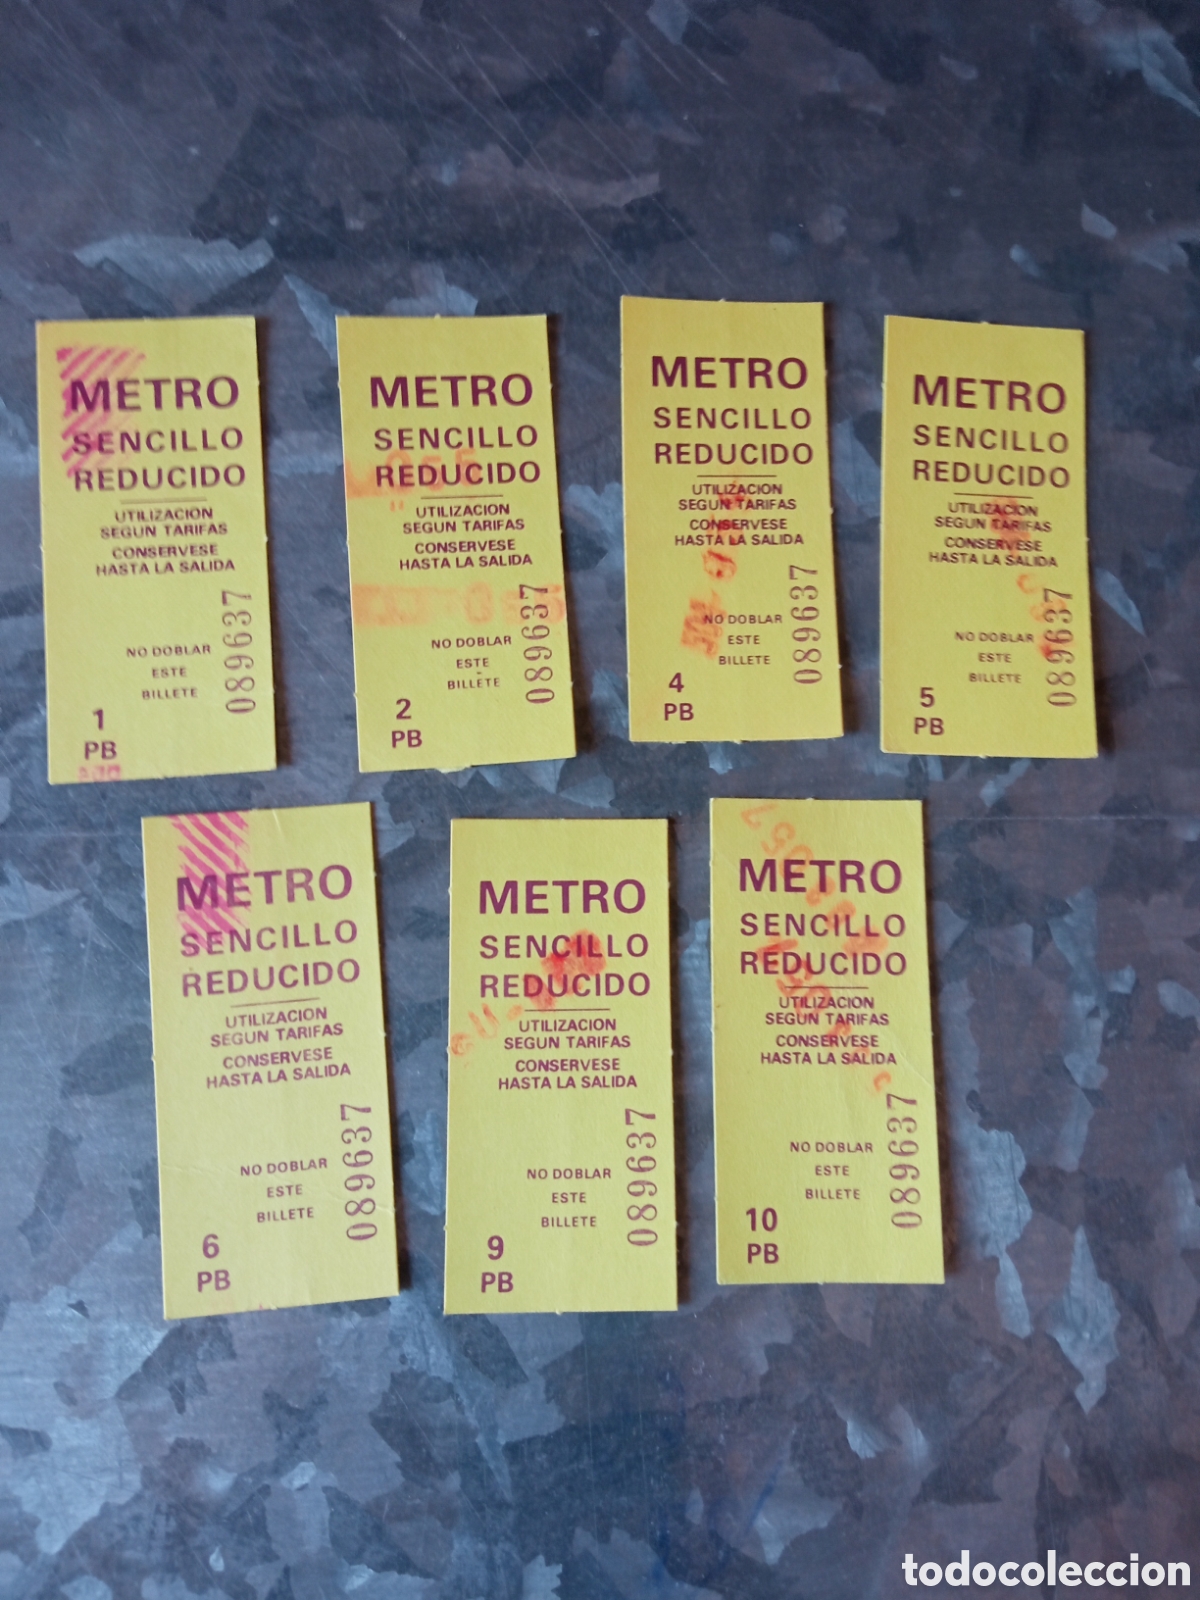 METRO
SENCILLO
REDUCIDO
UTILIZACION
SEGUN TARIFAS
CONSERVESE
HASTA LA SALIDA
NO DOBLAR
ESTE
BILLETE
089637
1
PB
METRO
SENCILLO
REDUCIDO
UTILIZACION
SEGUN TARIFAS
CONSERVESE
HASTA LA SALIDA
NO DOBLAR
ESTE
BILLETE
089637
2
PB
METRO
SENCILLO
REDUCIDO
UTILIZACION
SEGUN TARIFAS
CONSERVESE
HASTA LA SALIDA
NO DOBLAR
ESTE
BILLETE
089637
4
PB
METRO
SENCILLO
REDUCIDO
UTILIZACION
SEGUN TARIFAS
CONSERVESE
HASTA LA SALIDA
NO DOBLAR
ESTE
BILLETE
089637
5
PB
METRO
SENCILLO
REDUCIDO
UTILIZACION
SEGUN TARIFAS
CONSERVESE
HASTA LA SALIDA
NO DOBLAR
ESTE
BILLETE
089637
6
PB
METRO
SENCILLO
REDUCIDO
UTILIZACION
SEGUN TARIFAS
CONSERVESE
HASTA LA SALIDA
NO DOBLAR
ESTE
BILLETE
089637
9
PB
METRO
SENCILLO
REDUCIDO
UTILIZACION
SEGUN TARIFAS
CONSERVESE
HASTA LA SALIDA
NO DOBLAR
ESTE
BILLETE
089637
10
PB
todocoleccion